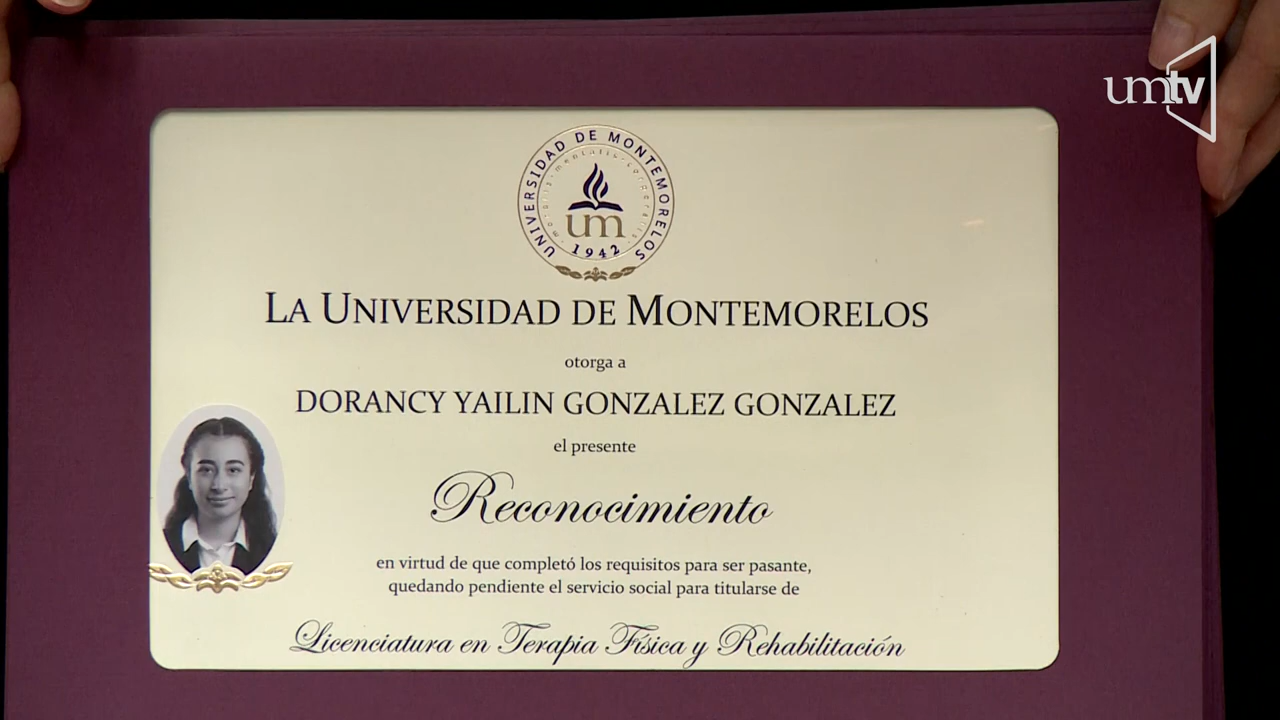 umtv
UNIVERSIDAD DE MONTEMORELOS
mentalis · corporalis
um
1942
LA UNIVERSIDAD DE MONTEMORELOS
otorga a
DORANCY YAILIN GONZALEZ GONZALEZ
el presente
Reconocimiento
en virtud de que completó los requisitos para ser pasante,
quedando pendiente el servicio social para titularse de
Licenciatura en Terapia Física y Rehabilitación